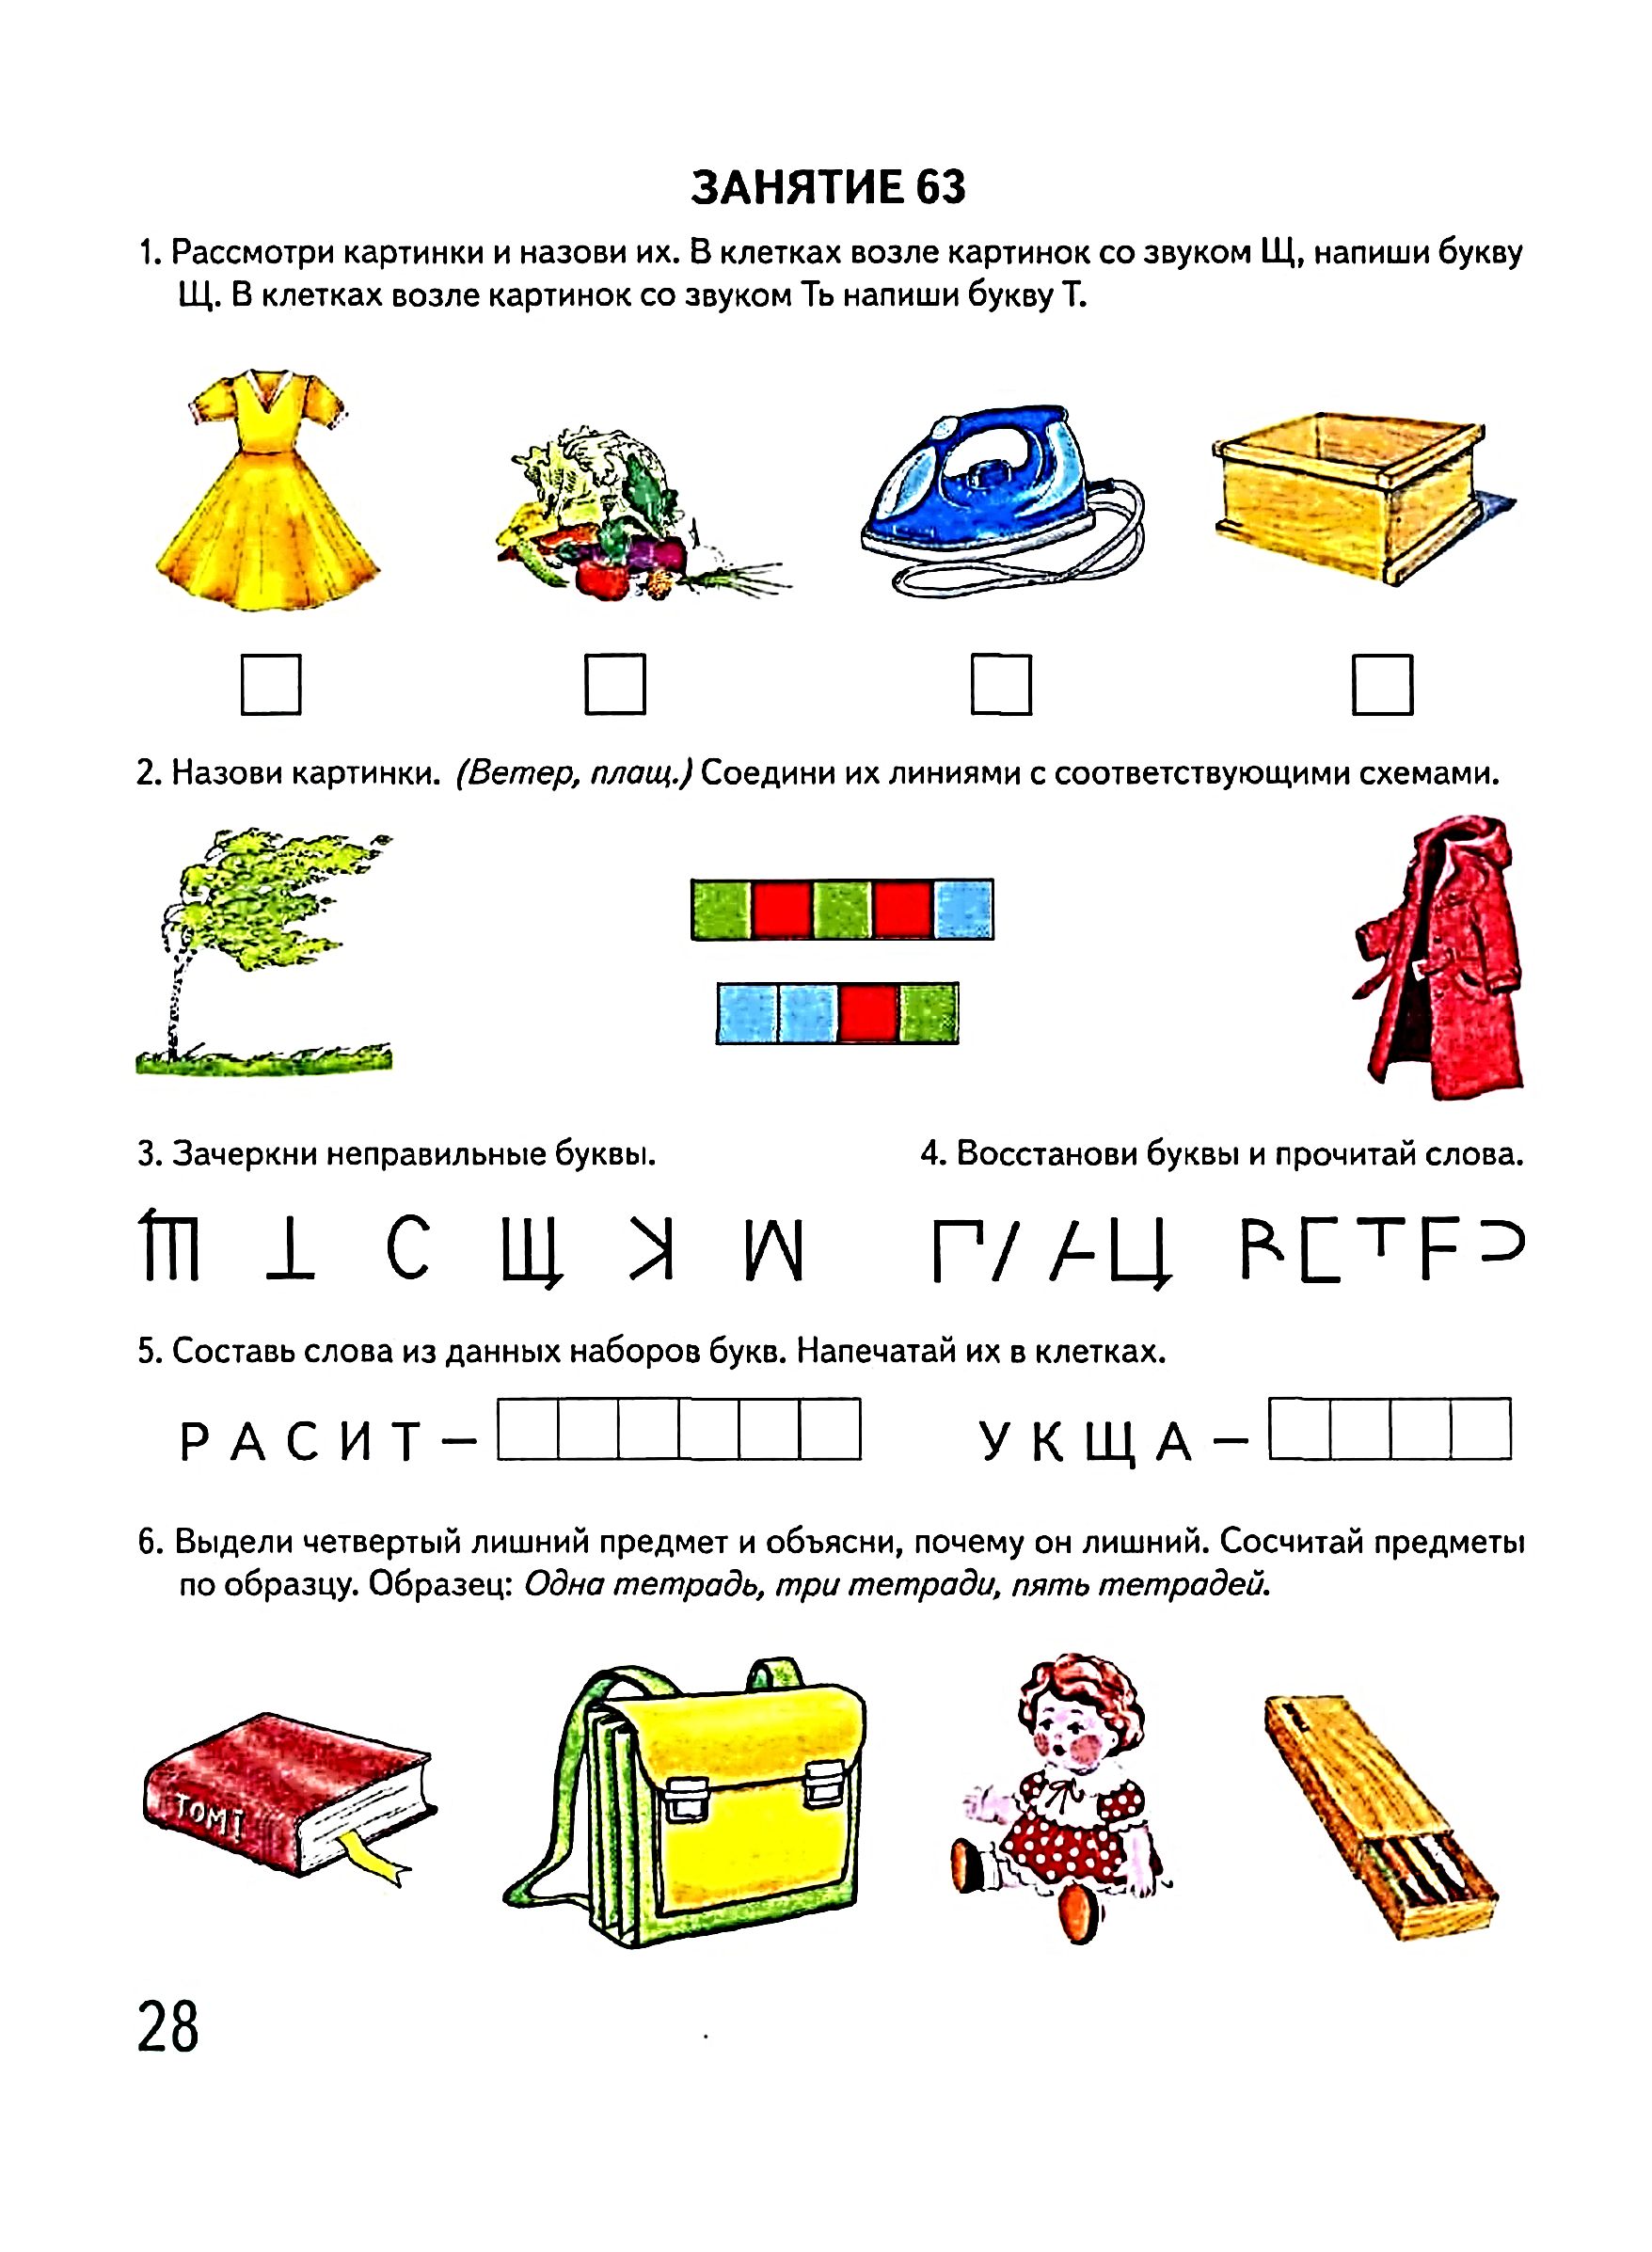 ЗАНЯТИЕ 63
1. Рассмотри картинки и назови их. В клетках возле картинок со звуком Щ, напиши букву
Щ. В клетках возле картинок со звуком Ть напиши букву Т.
2. Назови картинки. (Ветер, плащ.) Соедини их линиями с соответствующими схемами.
3. Зачеркни неправильные буквы.
4. Восстанови буквы и прочитай слова.
С Щ
5. Составь слова из данных наборов букв. Напечатай их в клетках.
Р А С И Т –
У К Щ А –
6. Выдели четвертый лишний предмет и объясни, почему он лишний. Сосчитай предметы
по образцу. Образец: Одна тетрадь, три тетради, пять тетрадей.
ТОМ I
28